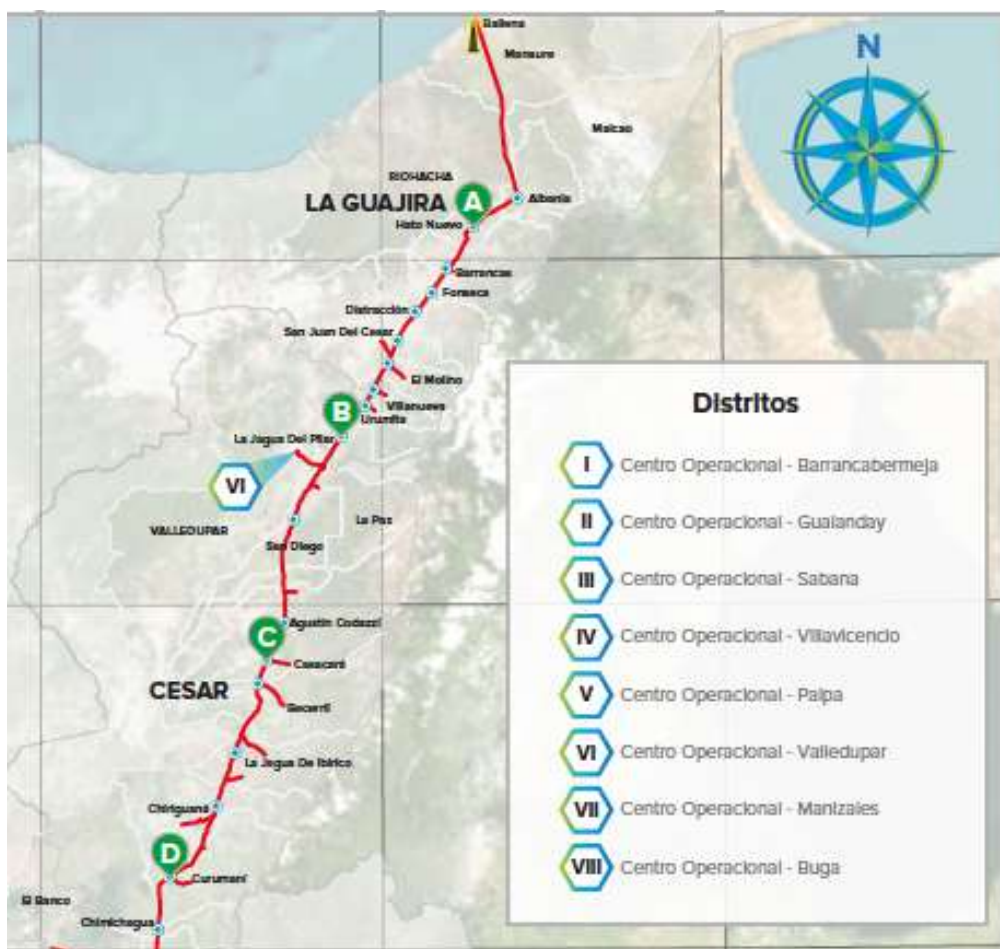 Ballena
Manaure
N
Maicao
RIOHACHA
LA GUAJIRA
A
Albania
Hato Nuevo
Barrancas
Fonseca
Distracción
San Juan Del Cesar
El Molino
Villanueva
B
Urumita
La Jagua Del Pilar
VI
VALLEDUPAR
La Paz
San Diego
Agustín Codazzi
C
Casacará
CESAR
Becerril
La Jagua De Ibirico
Chiriguaná
D
Curumaní
El Banco
Chimichagua
Distritos
I Centro Operacional - Barrancabermeja
II Centro Operacional - Gualanday
III Centro Operacional - Sabana
IV Centro Operacional - Villavicencio
V Centro Operacional - Paipa
VI Centro Operacional - Valledupar
VII Centro Operacional - Manizales
VIII Centro Operacional - Buga